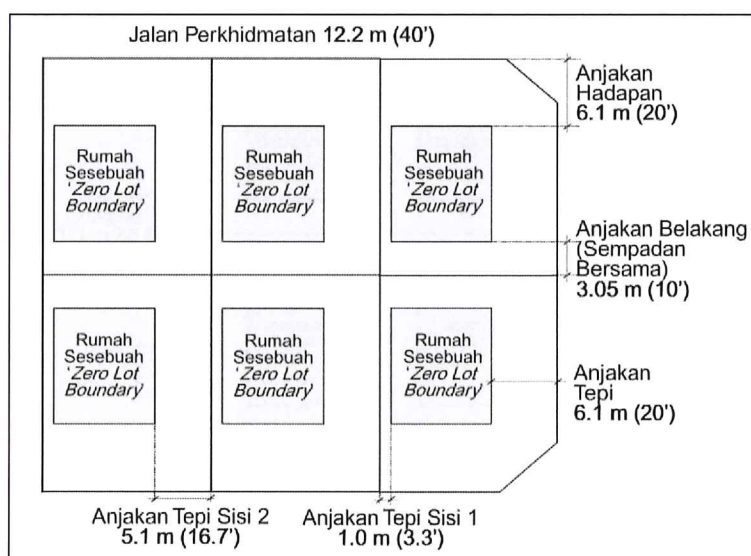 Jalan Perkhidmatan 12.2 m (40')
Anjakan
Hadapan
6.1 m (20')
Rumah
Sesebuah
'Zero Lot
Boundary'
Rumah
Sesebuah
'Zero Lot
Boundary'
Rumah
Sesebuah
'Zero Lot
Boundary'
Anjakan Belakang
(Sempadan
Bersama)
3.05 m (10')
Rumah
Sesebuah
'Zero Lot
Boundary'
Rumah
Sesebuah
'Zero Lot
Boundary'
Rumah
Sesebuah
'Zero Lot
Boundary'
Anjakan
Tepi
6.1 m (20')
Anjakan Tepi Sisi 2
5.1 m (16.7')
Anjakan Tepi Sisi 1
1.0 m (3.3')